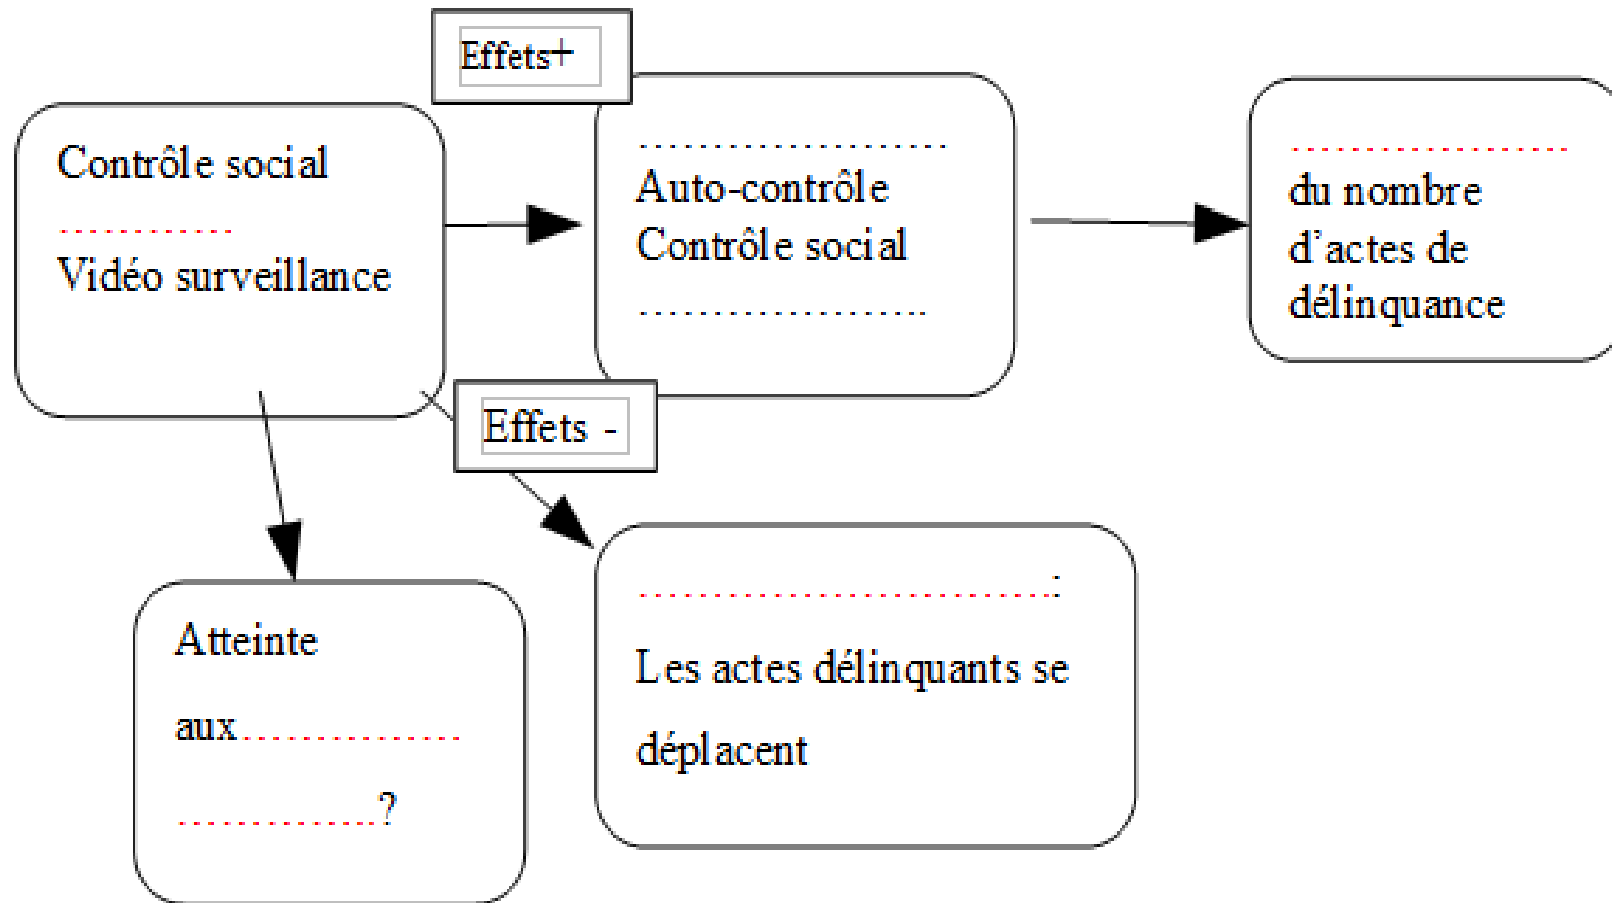 Effets+
Contrôle social
............
Vidéo surveillance
.....................
Auto-contrôle
Contrôle social
....................
...................
du nombre
d'actes de
délinquance
Effets -
Atteinte
aux...............
..............?
............................:
Les actes délinquants se
déplacent